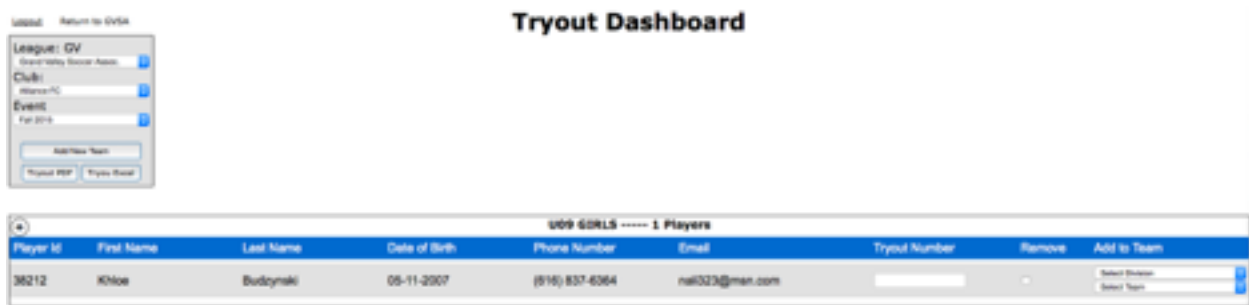 Logout Return to GVSA
Tryout Dashboard
League: GV
Grand Valley Soccer Assoc.
Club:
Alliance FC
Event
Fall 2015
Add New Team
Tryout PDF Tryou Excel
U09 GIRLS ----- 1 Players
Player Id First Name Last Name Date of Birth Phone Number Email Tryout Number Remove Add to Team
38212 Khloe Budzynski 05-11-2007 (616) 837-6364 @msn.com Select Division
Select Team